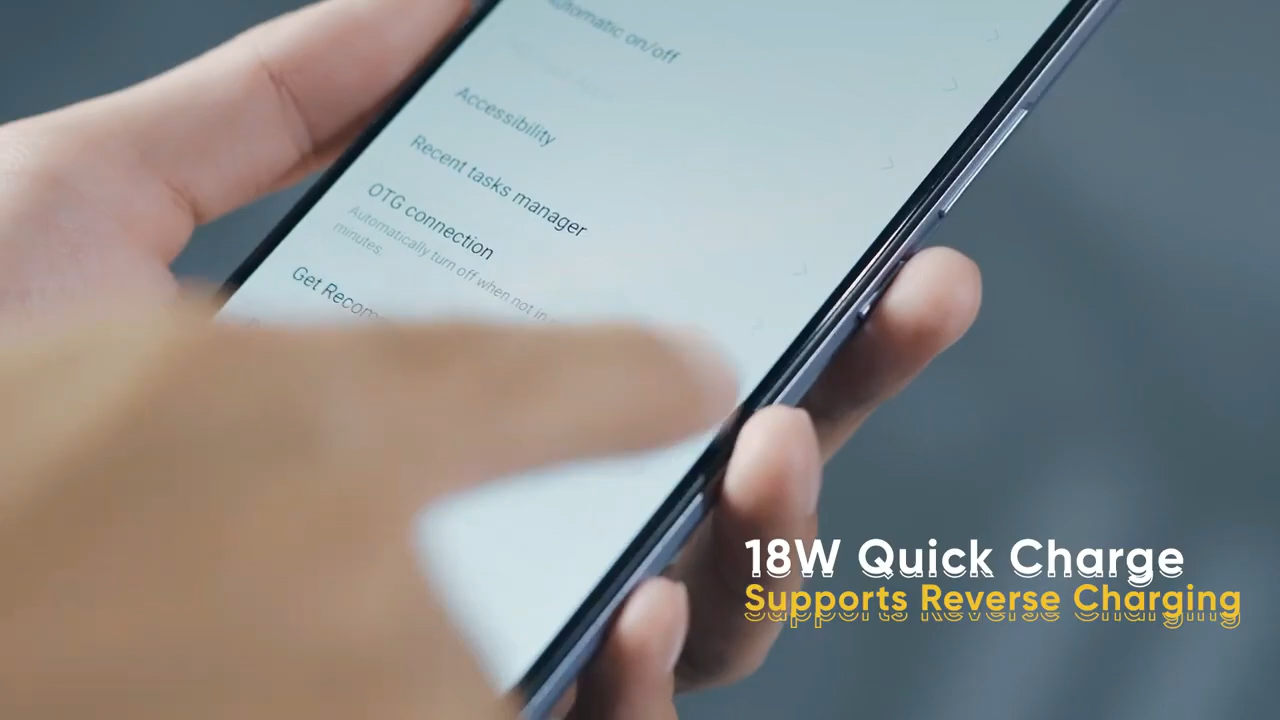 on/off
Accessibility
Recent tasks manager
OTG connection
Automatically turn off when not in
minutes.
Get
18W Quick Charge
Supports Reverse Charging